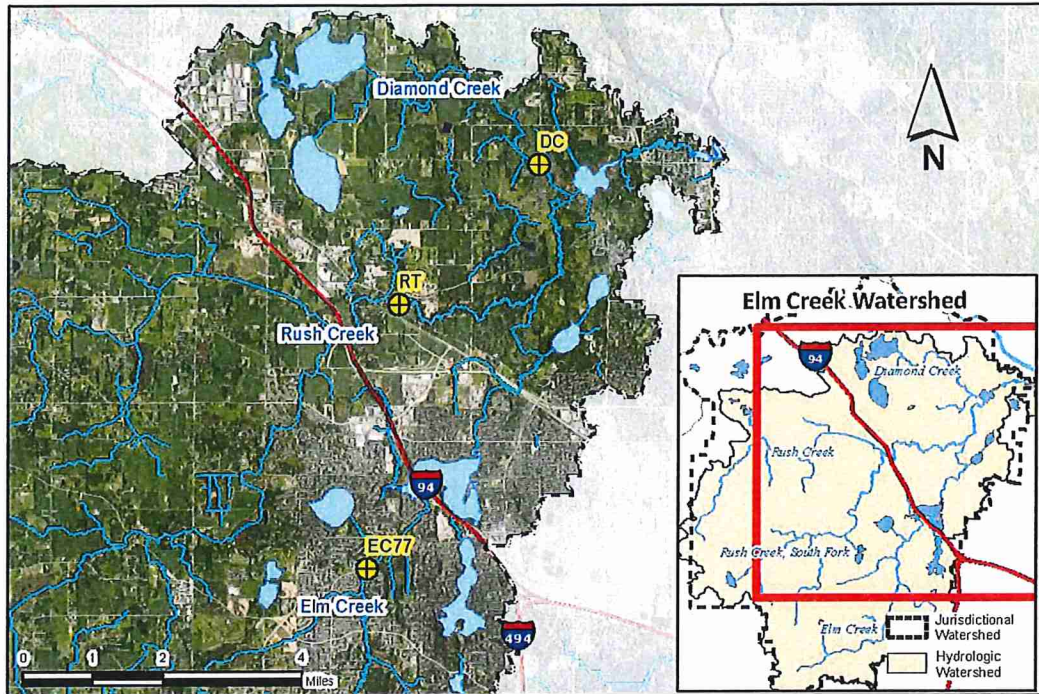 Diamond Creek
DC
N
RT
Rush Creek
94
EC77
Elm Creek
494
0 1 2 4
Miles
Elm Creek Watershed
94
Diamond Creek
Rush Creek
Rush Creek, South Fork
Elm Creek
Jurisdictional
Watershed
Hydrologic
Watershed